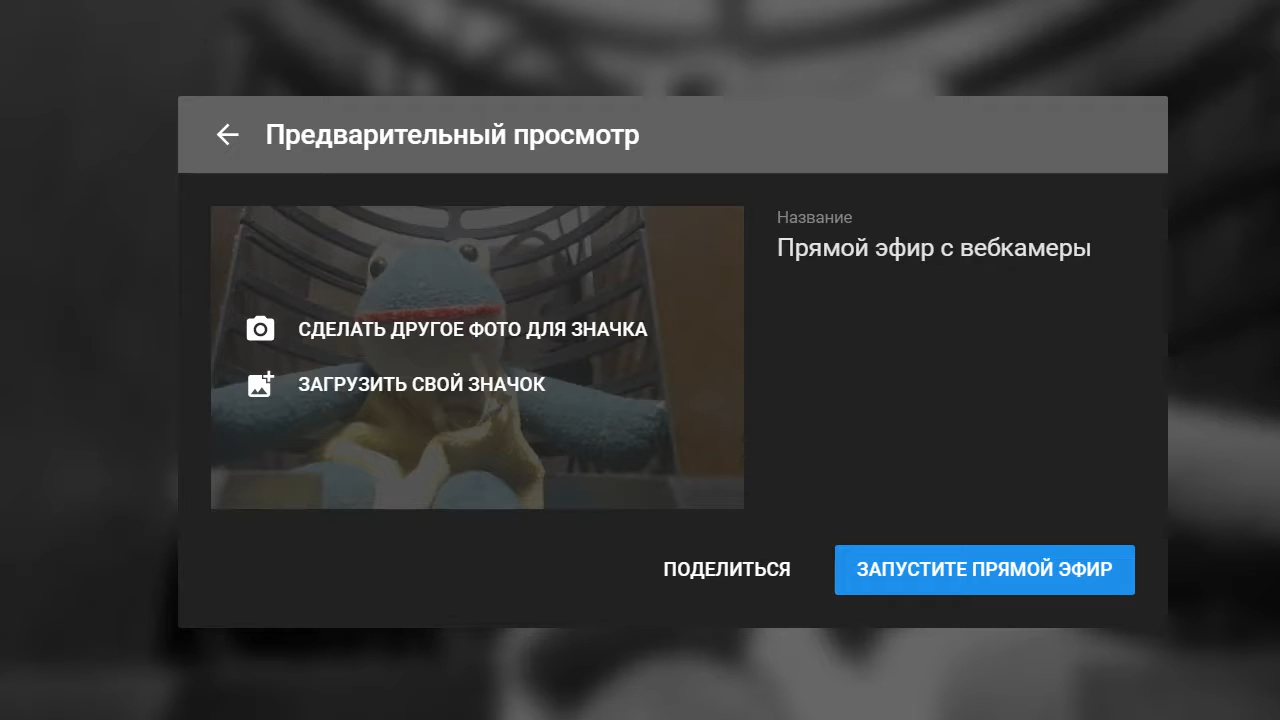 Предварительный просмотр
Название
Прямой эфир с вебкамеры
СДЕЛАТЬ ДРУГОЕ ФОТО ДЛЯ ЗНАЧКА
ЗАГРУЗИТЬ СВОЙ ЗНАЧОК
ПОДЕЛИТЬСЯ
ЗАПУСТИТЕ ПРЯМОЙ ЭФИР